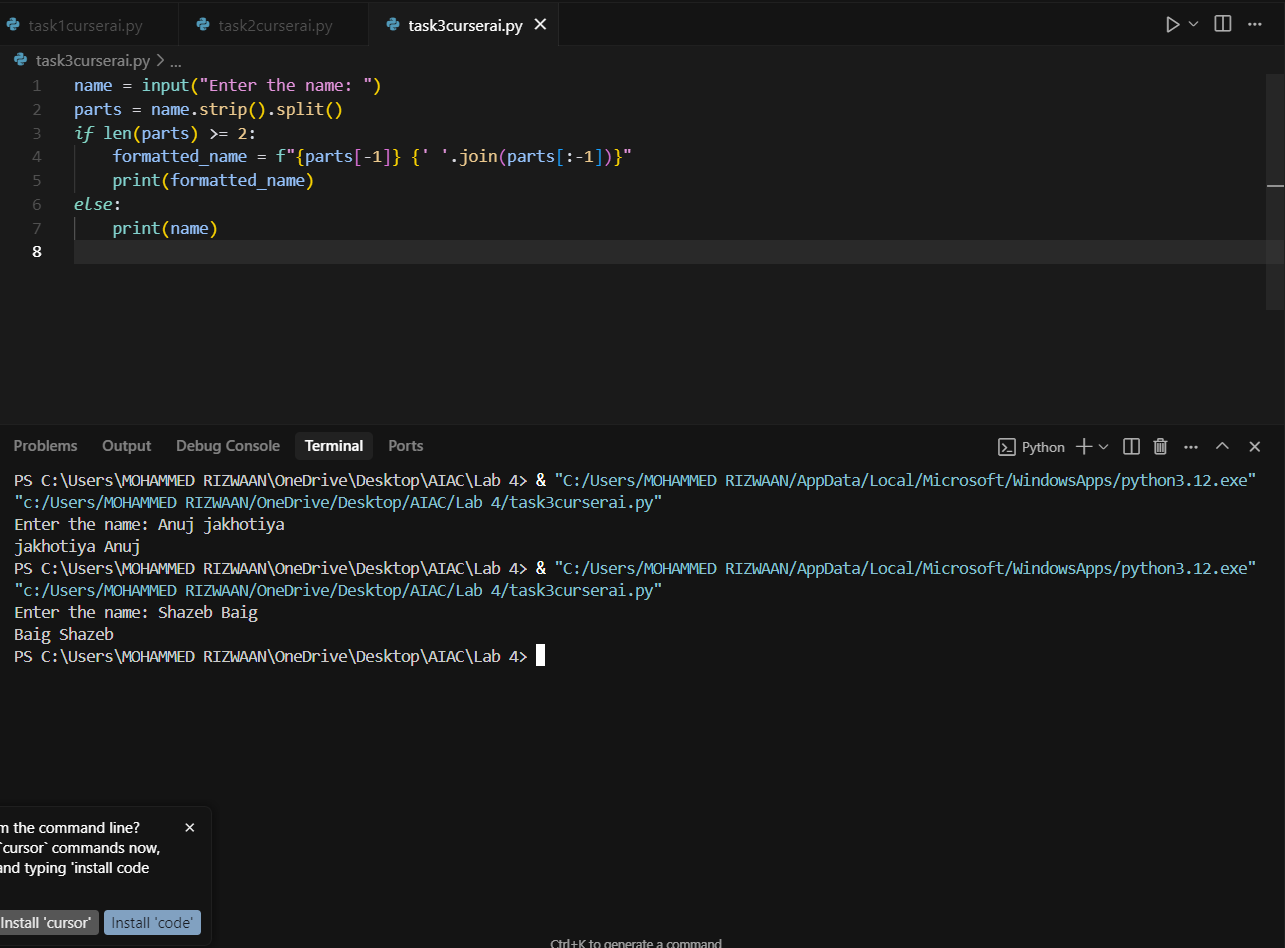 task1curserai.py task2curserai.py task3curserai.py
task3curserai.py > ...
1 name = input("Enter the name: ")
2 parts = name.strip().split()
3 if len(parts) >= 2:
4     formatted_name = f"{parts[-1]} {' '.join(parts[:-1])}"
5     print(formatted_name)
6 else:
7     print(name)
8
Problems Output Debug Console Terminal Ports Python
PS C:\Users\MOHAMMED RIZWAAN\OneDrive\Desktop\AIAC\Lab 4> & "C:/Users/MOHAMMED RIZWAAN/AppData/Local/Microsoft/WindowsApps/python3.12.exe"
"c:/Users/MOHAMMED RIZWAAN/OneDrive/Desktop/AIAC/Lab 4/task3curserai.py"
Enter the name: Anuj jakhotiya
jakhotiya Anuj
PS C:\Users\MOHAMMED RIZWAAN\OneDrive\Desktop\AIAC\Lab 4> & "C:/Users/MOHAMMED RIZWAAN/AppData/Local/Microsoft/WindowsApps/python3.12.exe"
"c:/Users/MOHAMMED RIZWAAN/OneDrive/Desktop/AIAC/Lab 4/task3curserai.py"
Enter the name: Shazeb Baig
Baig Shazeb
PS C:\Users\MOHAMMED RIZWAAN\OneDrive\Desktop\AIAC\Lab 4>
m the command line?
`cursor` commands now,
and typing 'install code
Install 'cursor' Install 'code'
Ctrl+K to generate a command